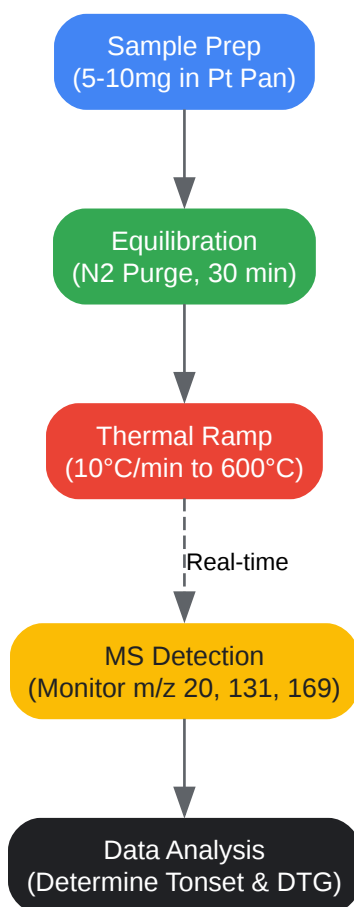 Sample Prep
(5-10mg in Pt Pan)
Equilibration
(N2 Purge, 30 min)
Thermal Ramp
(10°C/min to 600°C)
Real-time
MS Detection
(Monitor m/z 20, 131, 169)
Data Analysis
(Determine Tonset & DTG)